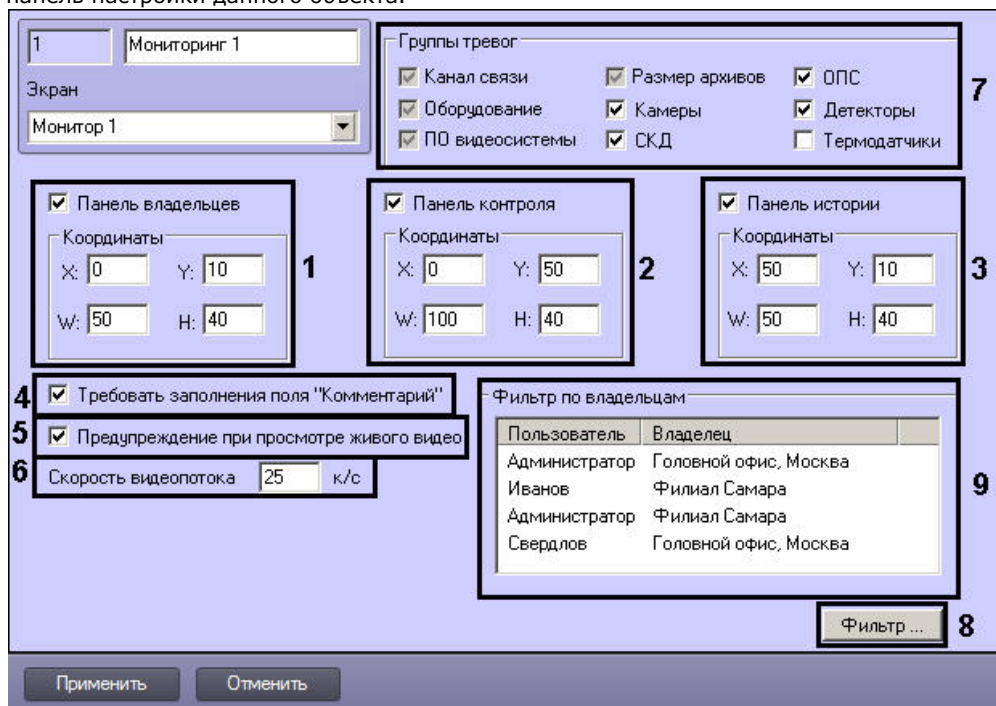 панель настройки данного объекта.
1
Мониторинг 1
Экран
Монитор 1
Группы тревог
Канал связи
Размер архивов
ОПС
Оборудование
Камеры
Детекторы
ПО видеосистемы
СКД
Термодатчики
7
Панель владельцев
Координаты
X: 0 Y: 10
W: 50 H: 40
1
Панель контроля
Координаты
X: 0 Y: 50
W: 100 H: 40
2
Панель истории
Координаты
X: 50 Y: 10
W: 50 H: 40
3
4 Требовать заполнения поля "Комментарий"
5 Предупреждение при просмотре живого видео
6 Скорость видеопотока 25 к/с
Фильтр по владельцам
Пользователь Владелец
Администратор Головной офис, Москва
Иванов Филиал Самара
Администратор Филиал Самара
Свердлов Головной офис, Москва
9
Фильтр ... 8
Применить Отменить